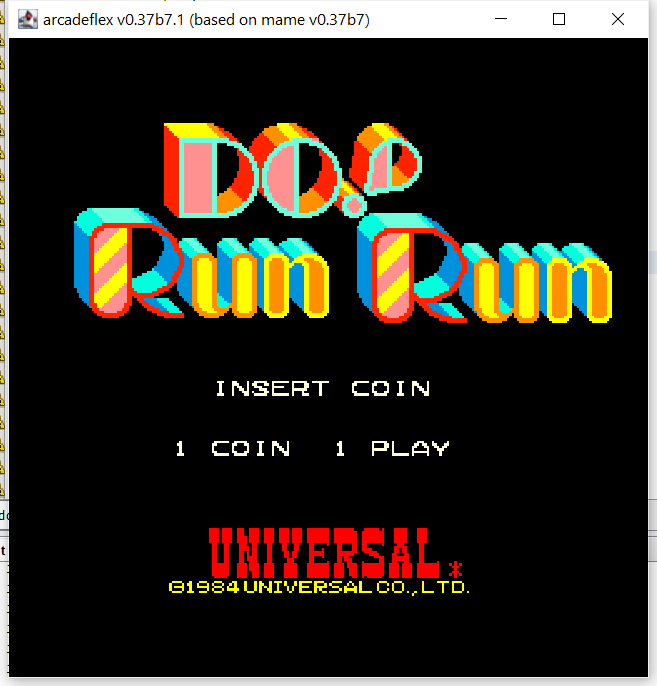 arcadeflex v0.37b7.1 (based on mame v0.37b7)
DO!
Run Run
INSERT COIN
1 COIN 1 PLAY
UNIVERSAL.
©1984 UNIVERSAL CO., LTD.